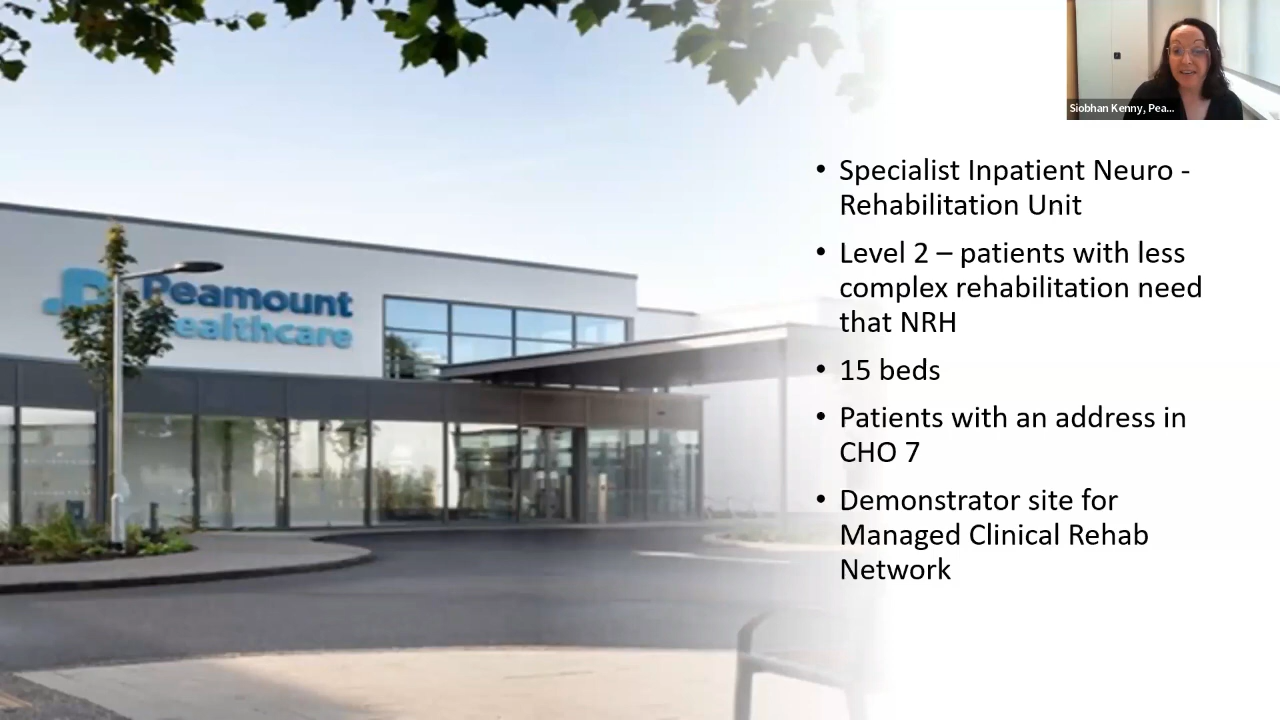 Siobhan Kenny, Pea...
Specialist Inpatient Neuro -
Rehabilitation Unit
Level 2 – patients with less
complex rehabilitation need
that NRH
15 beds
Patients with an address in
CHO 7
Demonstrator site for
Managed Clinical Rehab
Network
Peamount
ealthcare